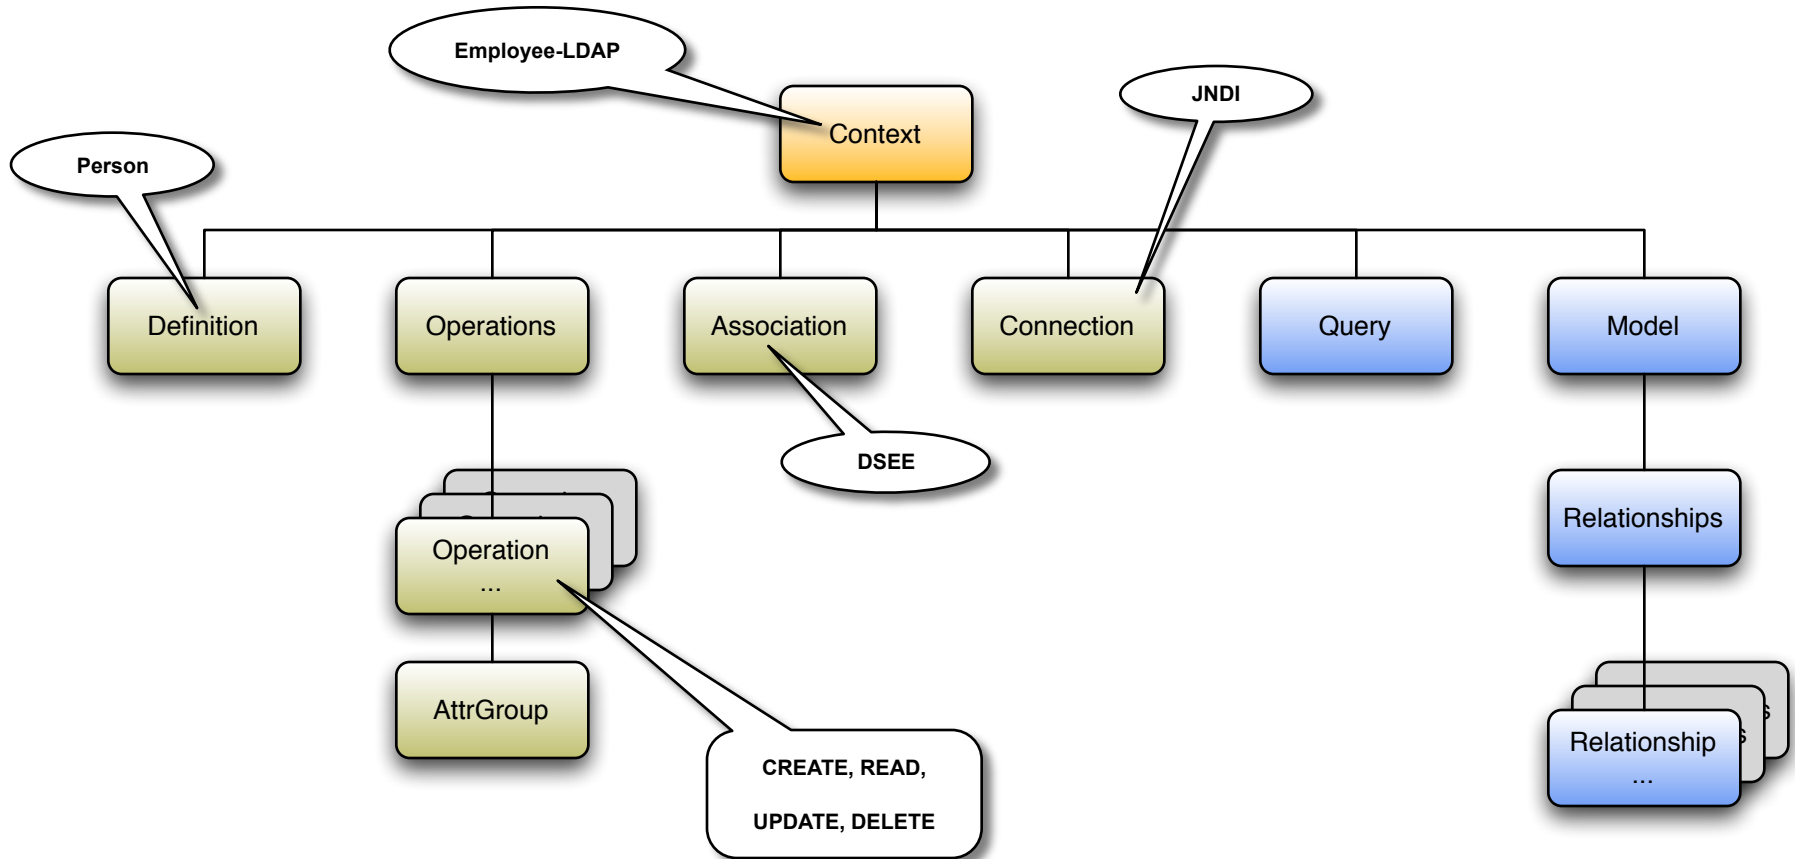 Employee-LDAP
JNDI
Context
Person
Definition
Operations
Association
Connection
Query
Model
DSEE
Relationships
Operation
...
AttrGroup
CREATE, READ,
UPDATE, DELETE
Relationship
...